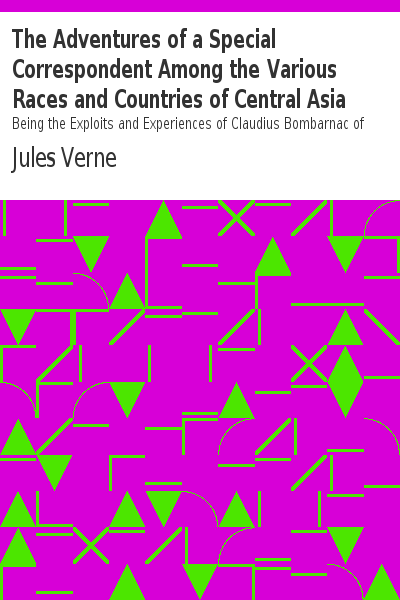 The Adventures of a Special
Correspondent Among the Various
Races and Countries of Central Asia
Being the Exploits and Experiences of Claudius Bombarnac of
Jules Verne